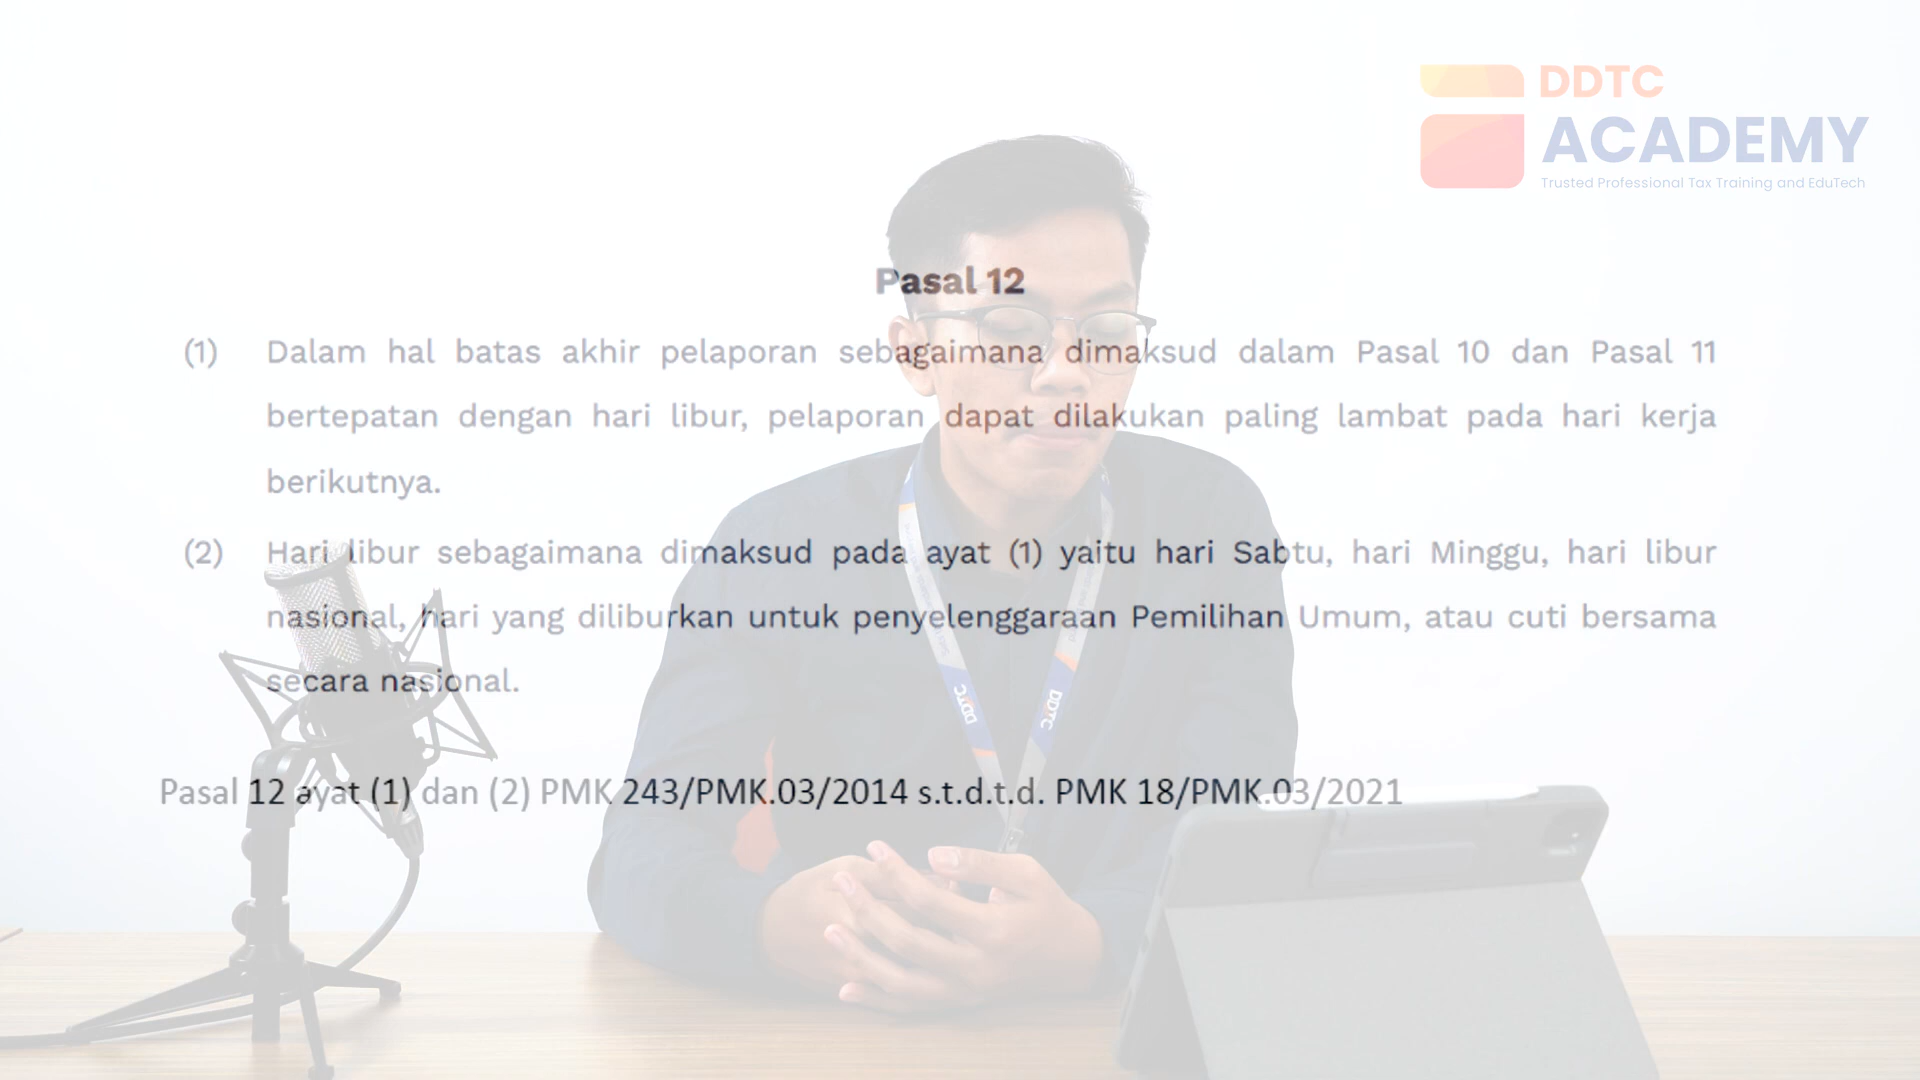 DDTC
ACADEMY
Trusted Professional Tax Training and EduTech
Pasal 12
(1) Dalam hal batas akhir pelaporan sebagaimana dimaksud dalam Pasal 10 dan Pasal 11
bertepatan dengan hari libur, pelaporan dapat dilakukan paling lambat pada hari kerja
berikutnya.
(2) Hari libur sebagaimana dimaksud pada ayat (1) yaitu hari Sabtu, hari Minggu, hari libur
nasional, hari yang diliburkan untuk penyelenggaraan Pemilihan Umum, atau cuti bersama
secara nasional.
DDTC
DDTC
Pasal 12 ayat (1) dan (2) PMK 243/PMK.03/2014 s.t.d.t.d. PMK 18/PMK.03/2021